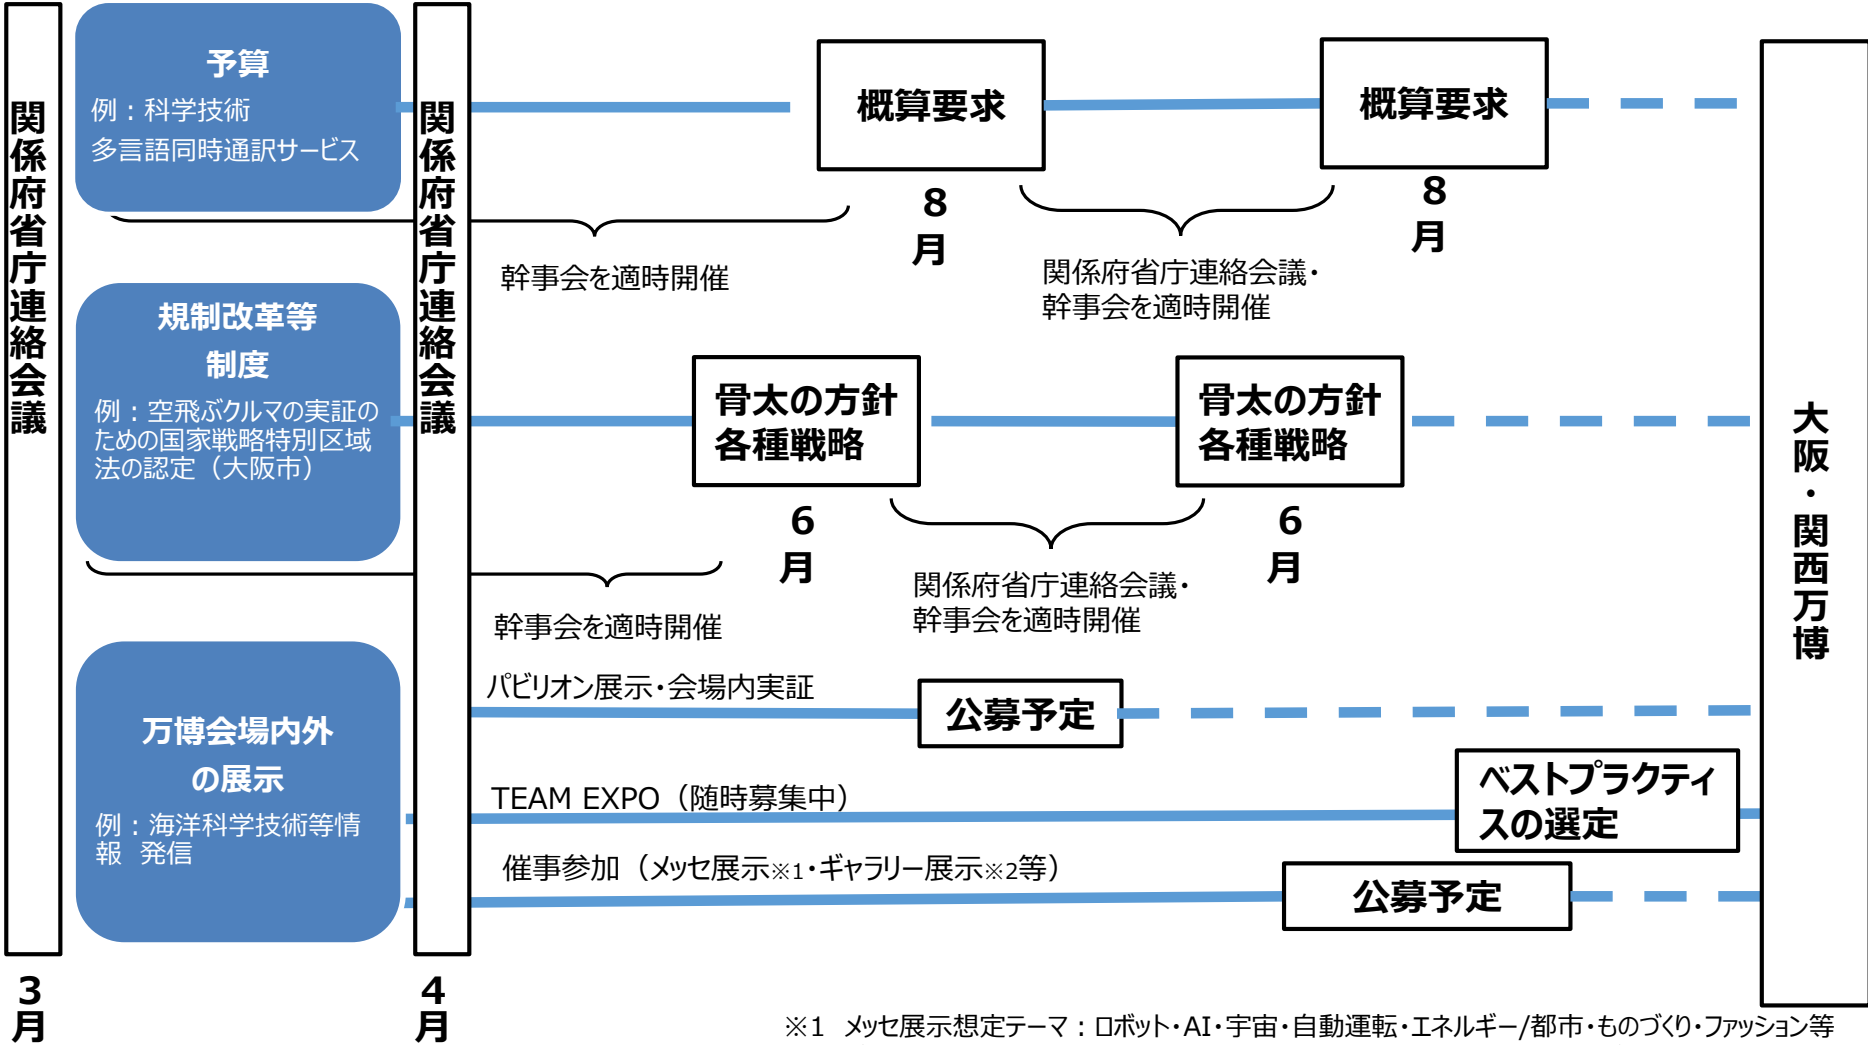 関係府省庁連絡会議
3
月
予算
例：科学技術
多言語同時通訳サービス
規制改革等
制度
例：空飛ぶクルマの実証の
ための国家戦略特別区域
法の認定（大阪市）
万博会場内外
の展示
例：海洋科学技術等情
報　発信
関係府省庁連絡会議
4
月
概算要求
8
月
概算要求
8
月
幹事会を適時開催
関係府省庁連絡会議・
幹事会を適時開催
骨太の方針
各種戦略
6
月
骨太の方針
各種戦略
6
月
幹事会を適時開催
関係府省庁連絡会議・
幹事会を適時開催
パビリオン展示・会場内実証
公募予定
TEAM EXPO（随時募集中）
ベストプラクティ
スの選定
催事参加（メッセ展示※1・ギャラリー展示※2等）
公募予定
大阪・関西万博
※1　メッセ展示想定テーマ：ロボット・AI・宇宙・自動運転・エネルギー/都市・ものづくり・ファッション等